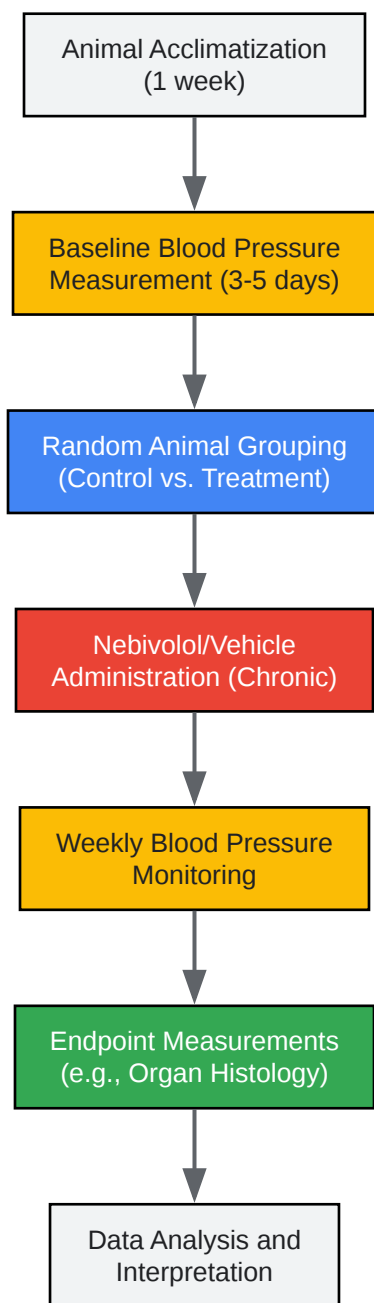 Animal Acclimatization
(1 week)
Baseline Blood Pressure
Measurement (3-5 days)
Random Animal Grouping
(Control vs. Treatment)
Nebivolol/Vehicle
Administration (Chronic)
Weekly Blood Pressure
Monitoring
Endpoint Measurements
(e.g., Organ Histology)
Data Analysis and
Interpretation